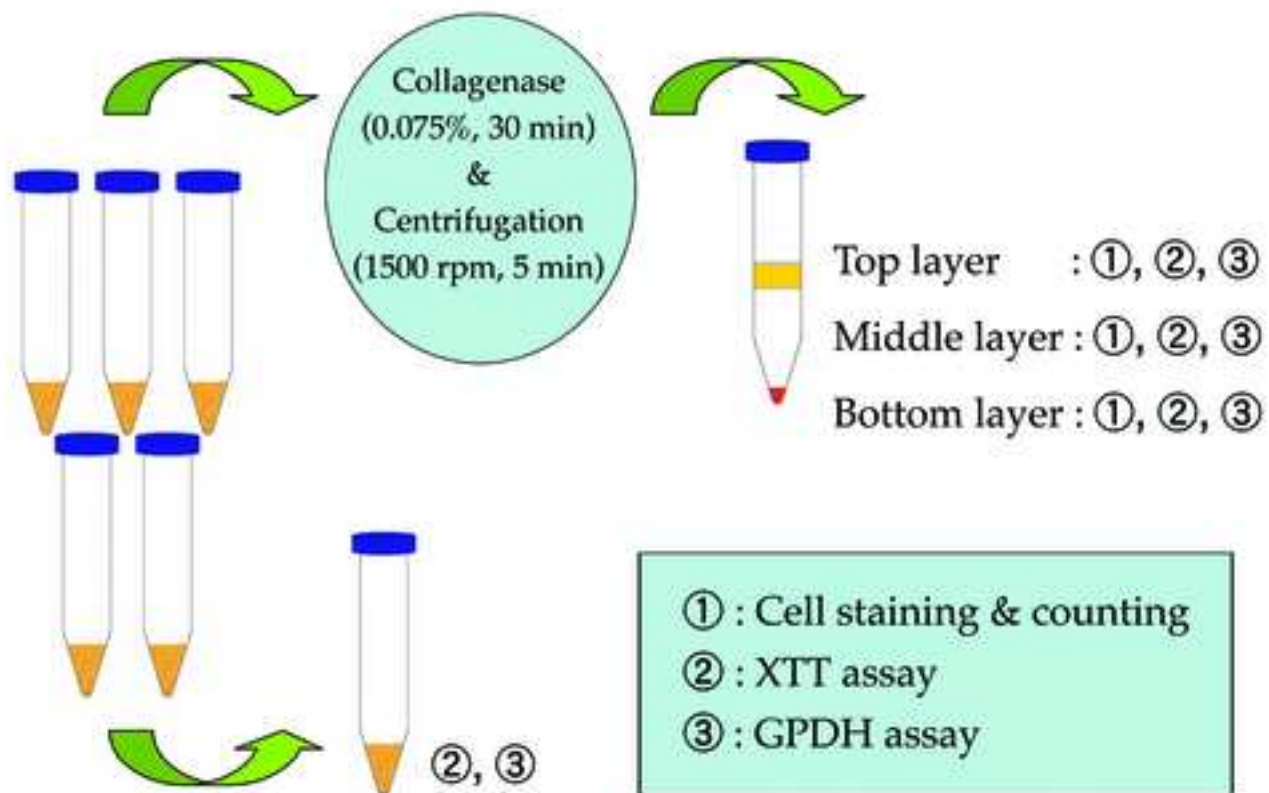 Collagenase
(0.075%, 30 min)
&
Centrifugation
(1500 rpm, 5 min)
Top layer : ①, ②, ③
Middle layer : ①, ②, ③
Bottom layer : ①, ②, ③
②, ③
① : Cell staining & counting
② : XTT assay
③ : GPDH assay